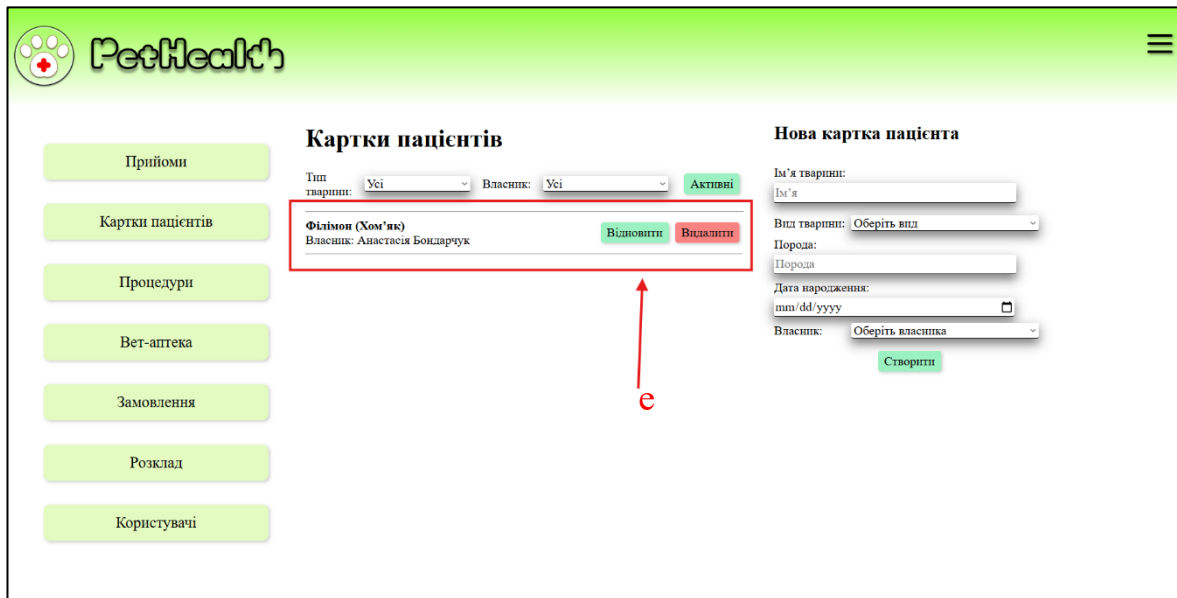 PetHealth
Прийоми
Картки пацієнтів
Процедури
Вет-аптека
Замовлення
Розклад
Користувачі
Картки пацієнтів
Тип
тварини:
Усі
Власник:
Усі
Активні
Філімон (Хом’як)
Власник: Анастасія Бондарчук
Відновити
Видалити
е
Нова картка пацієнта
Ім’я тварини:
Ім’я
Вид тварини:
Оберіть вид
Порода:
Порода
Дата народження:
mm/dd/yyyy
Власник:
Оберіть власника
Створити